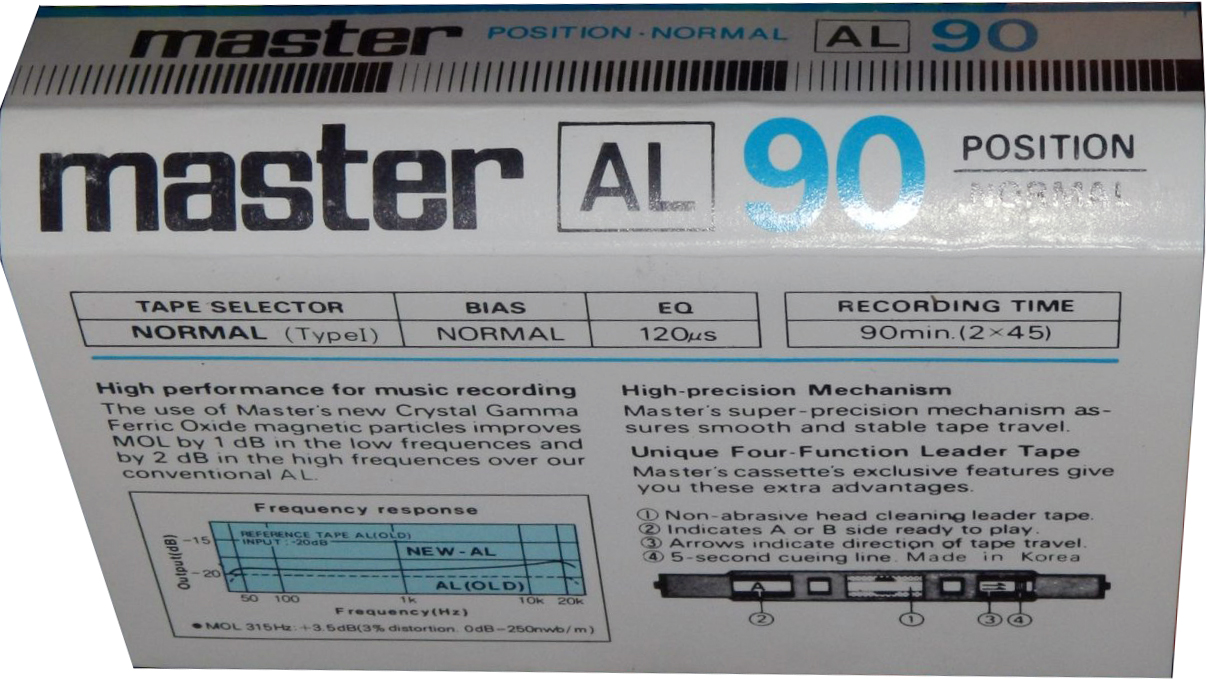 master POSITION·NORMAL AL 90
master AL 90 POSITION
NORMAL
TAPE SELECTOR BIAS EQ RECORDING TIME
NORMAL (TypeI) NORMAL 120μs 90min.(2×45)
High performance for music recording
The use of Master's new Crystal Gamma
Ferric Oxide magnetic particles improves
MOL by 1 dB in the low frequences and
by 2 dB in the high frequences over our
conventional AL.
Frequency response
REFERENCE TAPE AL(OLD)
INPUT : -20dB
NEW-AL
AL(OLD)
Output(dB)
-15
-20
50 100 1k 10k 20k
Frequency(Hz)
●MOL 315Hz:+3.5dB(3% distortion. 0dB-250nwb/m)
High-precision Mechanism
Master's super-precision mechanism as-
sures smooth and stable tape travel.
Unique Four-Function Leader Tape
Master's cassette's exclusive features give
you these extra advantages.
① Non-abrasive head cleaning leader tape.
② Indicates A or B side ready to play.
③ Arrows indicate direction of tape travel.
④ 5-second cueing line. Made in Korea
A
② ① ③ ④